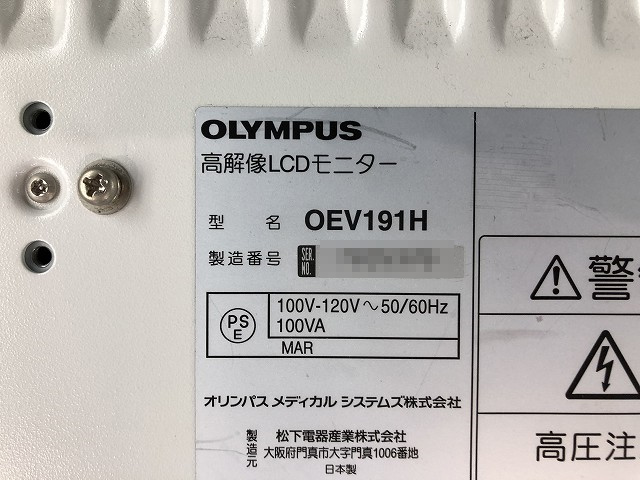 OLYMPUS
高解像LCDモニター
型 名 OEV191H
製造番号 SER. NO.
PS E
100V-120V～50/60Hz
100VA
MAR
オリンパス メディカル システムズ株式会社
製造元
松下電器産業株式会社
大阪府門真市大字門真1006番地
日本製
警
高圧注